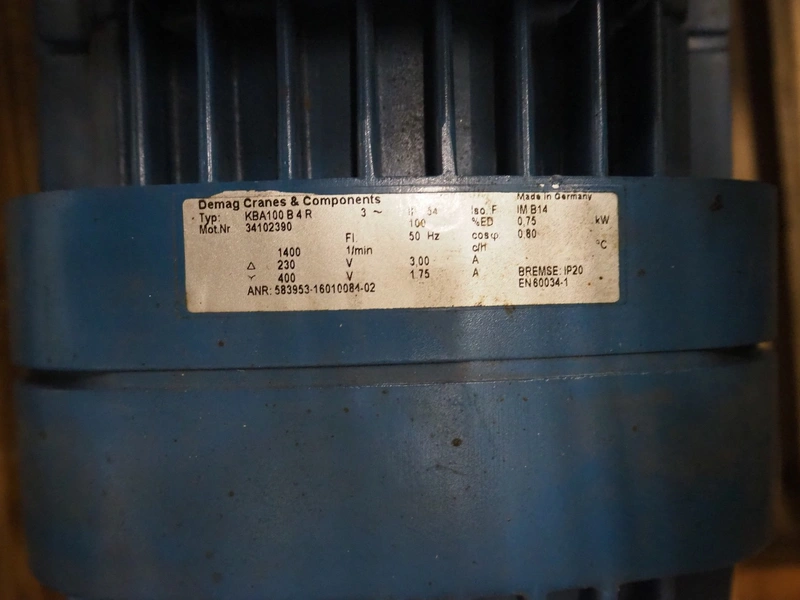 Demag Cranes & Components Made in Germany
Typ: KBA100 B 4 R 3 ~ 54 Iso. F IM B14
Mot.Nr 34102390 100 %ED 0,75 kW
FI. 50 Hz cosφ 0.80
1400 1/min c/H °C
△ 230 V 3,00 A
Y 400 V 1.75 A BREMSE: IP20
ANR: 583953-16010084-02 EN60034-1